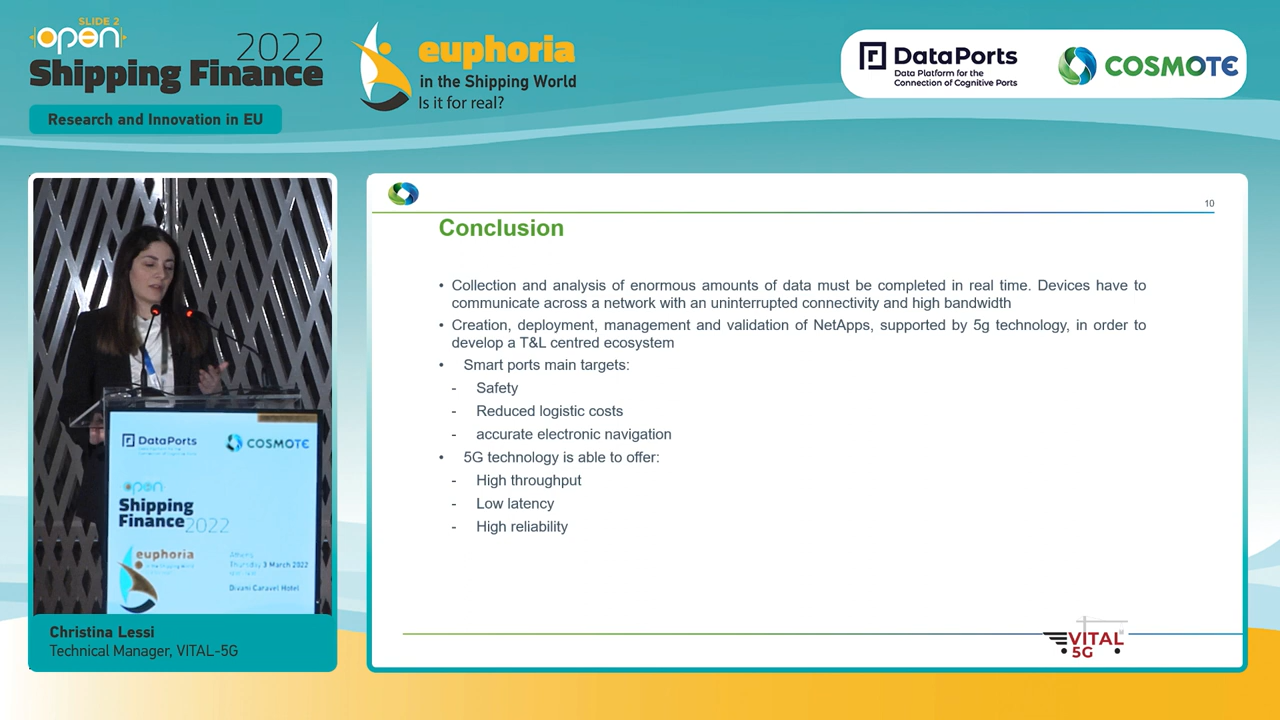 SLIDE 2
open
2022
Shipping Finance
Research and Innovation in EU
euphoria
in the Shipping World
Is it for real?
DataPorts
Data Platform for the
Connection of Cognitive Ports
COSMOTE
10
Conclusion
• Collection and analysis of enormous amounts of data must be completed in real time. Devices have to
communicate across a network with an uninterrupted connectivity and high bandwidth
• Creation, deployment, management and validation of NetApps, supported by 5g technology, in order to
develop a T&L centred ecosystem
• Smart ports main targets:
- Safety
- Reduced logistic costs
- accurate electronic navigation
• 5G technology is able to offer:
- High throughput
- Low latency
- High reliability
VITAL
5G
DataPorts
COSMOTE
open
Shipping
Finance 2022
euphoria
Athens
Thursday 3 March 2022
Divani Caravel Hotel
Christina Lessi
Technical Manager, VITAL-5G